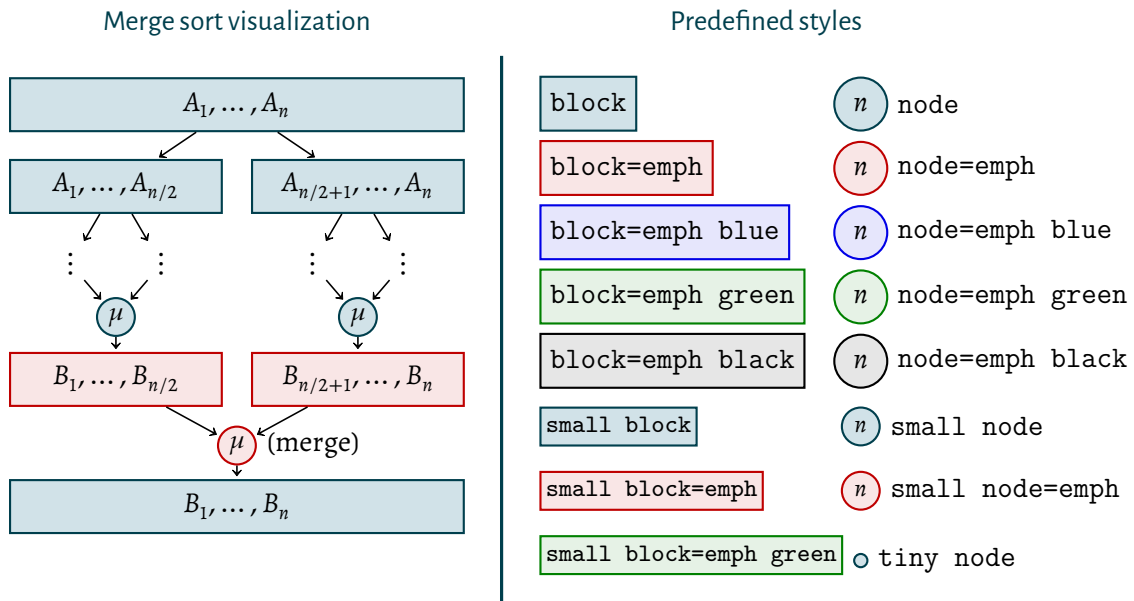 Merge sort visualization
A₁, … , Aₙ
A₁, … , Aₙ/₂
Aₙ/₂₊₁, … , Aₙ
⋮ ⋮ ⋮ ⋮
μ
μ
B₁, … , Bₙ/₂
Bₙ/₂₊₁, … , Bₙ
μ (merge)
B₁, … , Bₙ
Predefined styles
block
n node
block=emph
n node=emph
block=emph blue
n node=emph blue
block=emph green
n node=emph green
block=emph black
n node=emph black
small block
n small node
small block=emph
n small node=emph
small block=emph green
tiny node